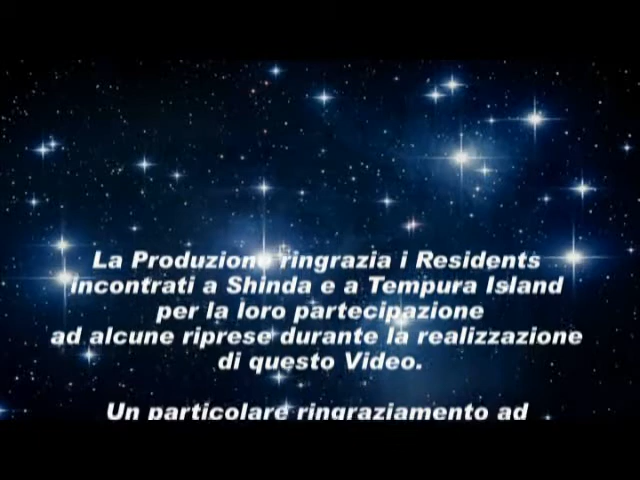 La Produzione ringrazia i Residents
incontrati a Shinda e a Tempura Island
per la loro partecipazione
ad alcune riprese durante la realizzazione
di questo Video.
Un particolare ringraziamento ad